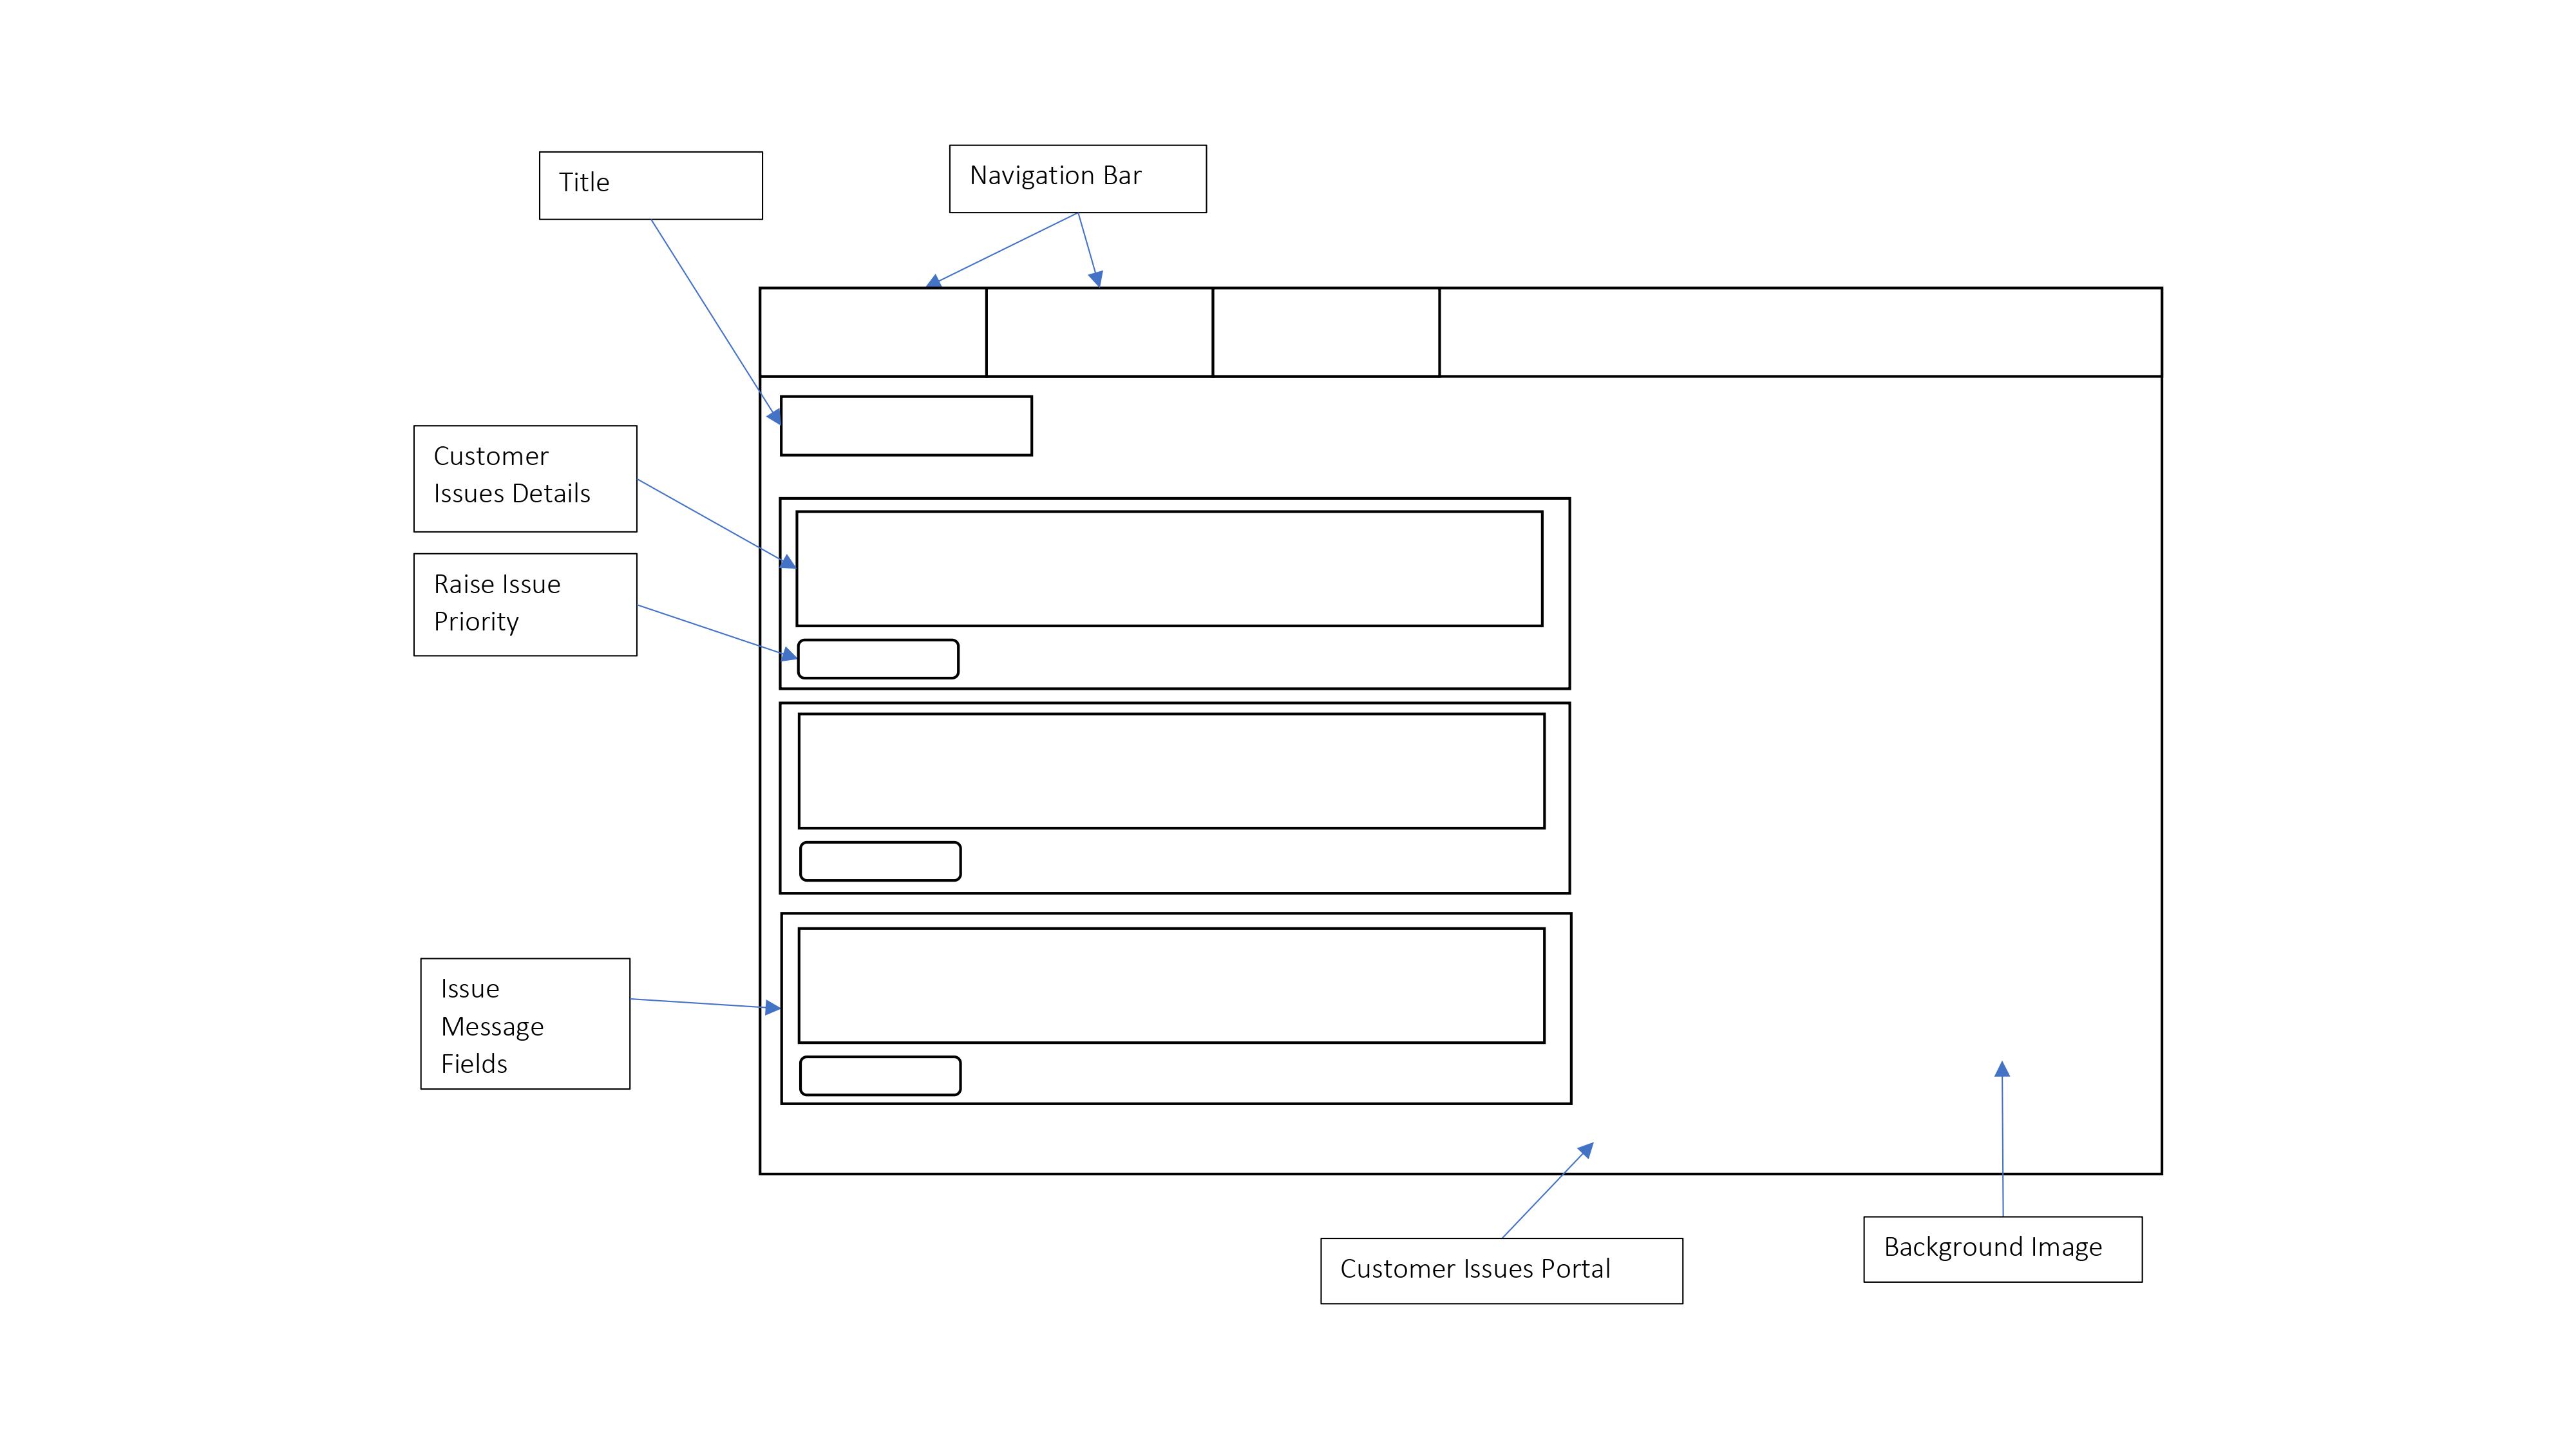 Title
Navigation Bar
Customer
Issues Details
Raise Issue
Priority
Issue
Message
Fields
Customer Issues Portal
Background Image